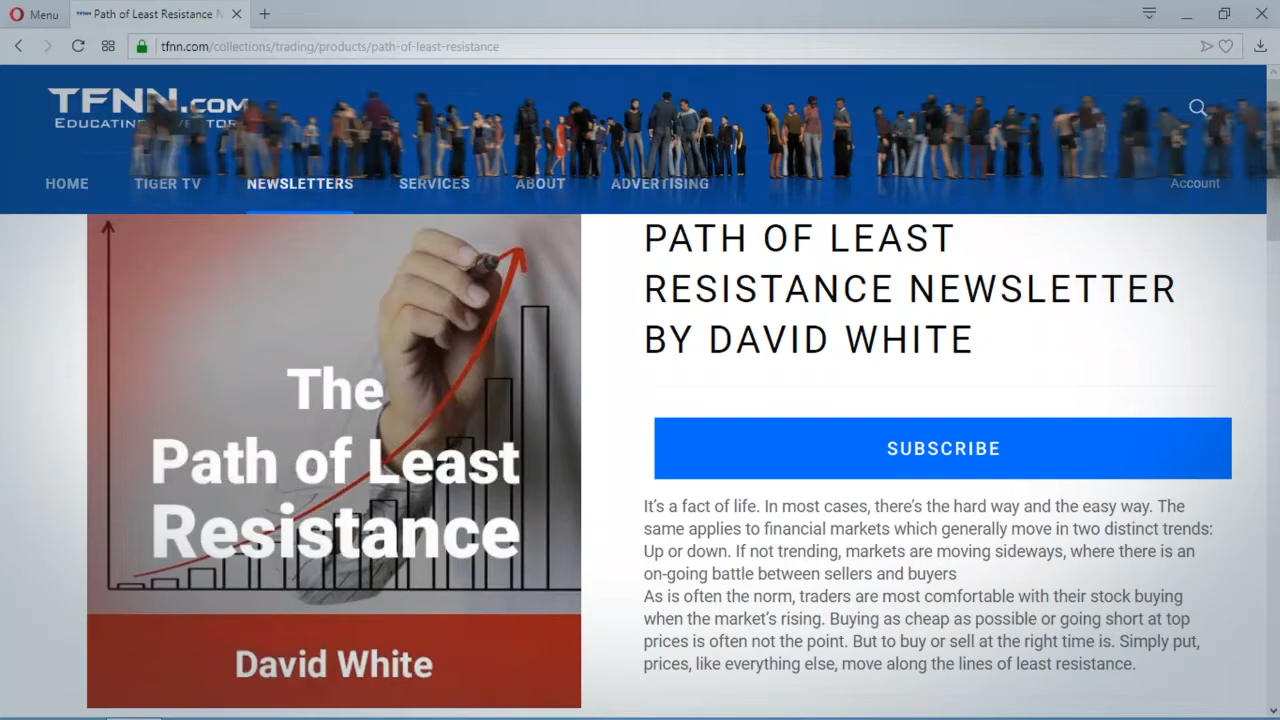 Menu
Path of Least Resistance N
tfnn.com/collections/trading/products/path-of-least-resistance
TFNN.COM
HOME
TIGER TV
NEWSLETTERS
SERVICES
ABOUT
ADVERTISING
Account
The
Path of Least
Resistance
David White
PATH OF LEAST
RESISTANCE NEWSLETTER
BY DAVID WHITE
SUBSCRIBE
It's a fact of life. In most cases, there's the hard way and the easy way. The
same applies to financial markets which generally move in two distinct trends:
Up or down. If not trending, markets are moving sideways, where there is an
on-going battle between sellers and buyers
As is often the norm, traders are most comfortable with their stock buying
when the market's rising. Buying as cheap as possible or going short at top
prices is often not the point. But to buy or sell at the right time is. Simply put,
prices, like everything else, move along the lines of least resistance.